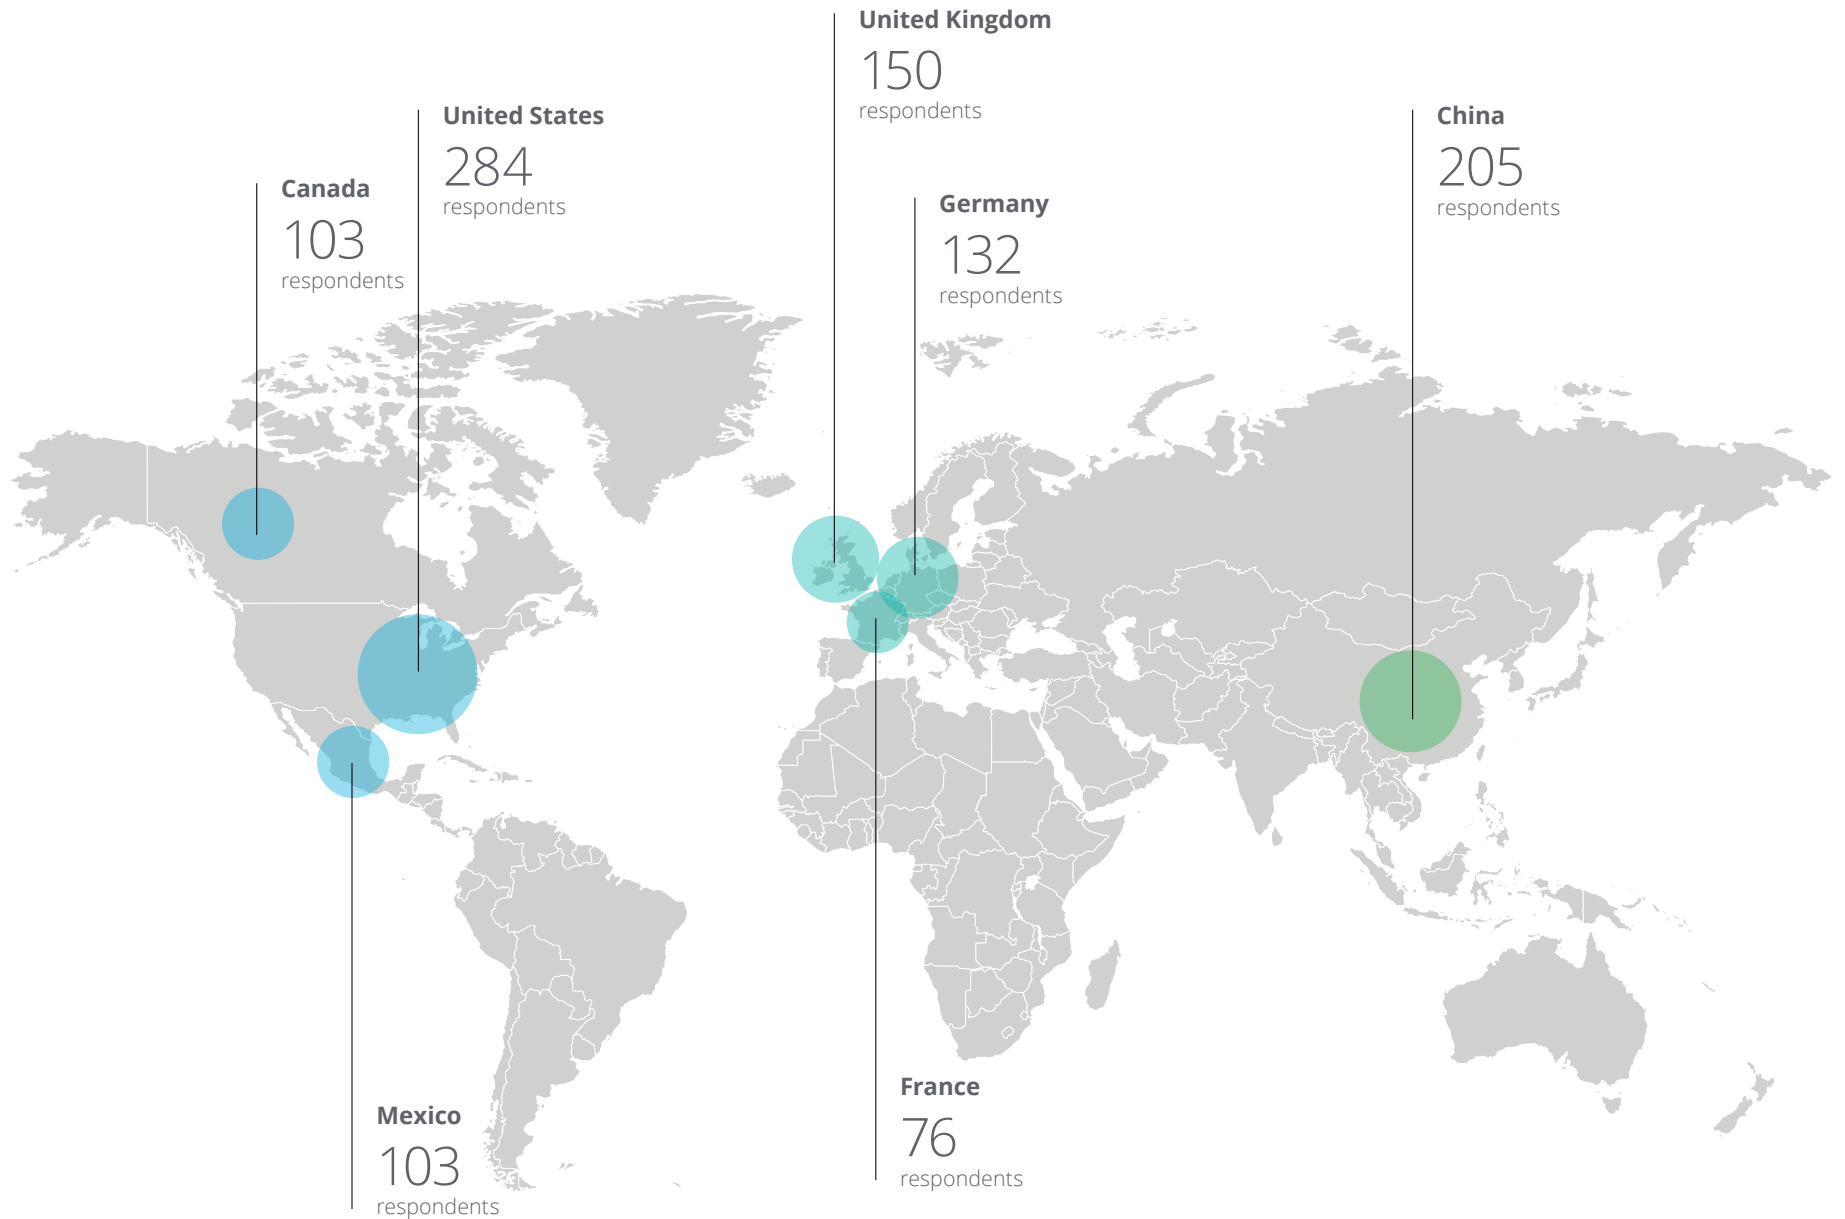 United Kingdom
150
respondents
United States
284
respondents
China
205
respondents
Canada
103
respondents
Germany
132
respondents
France
76
respondents
Mexico
103
respondents